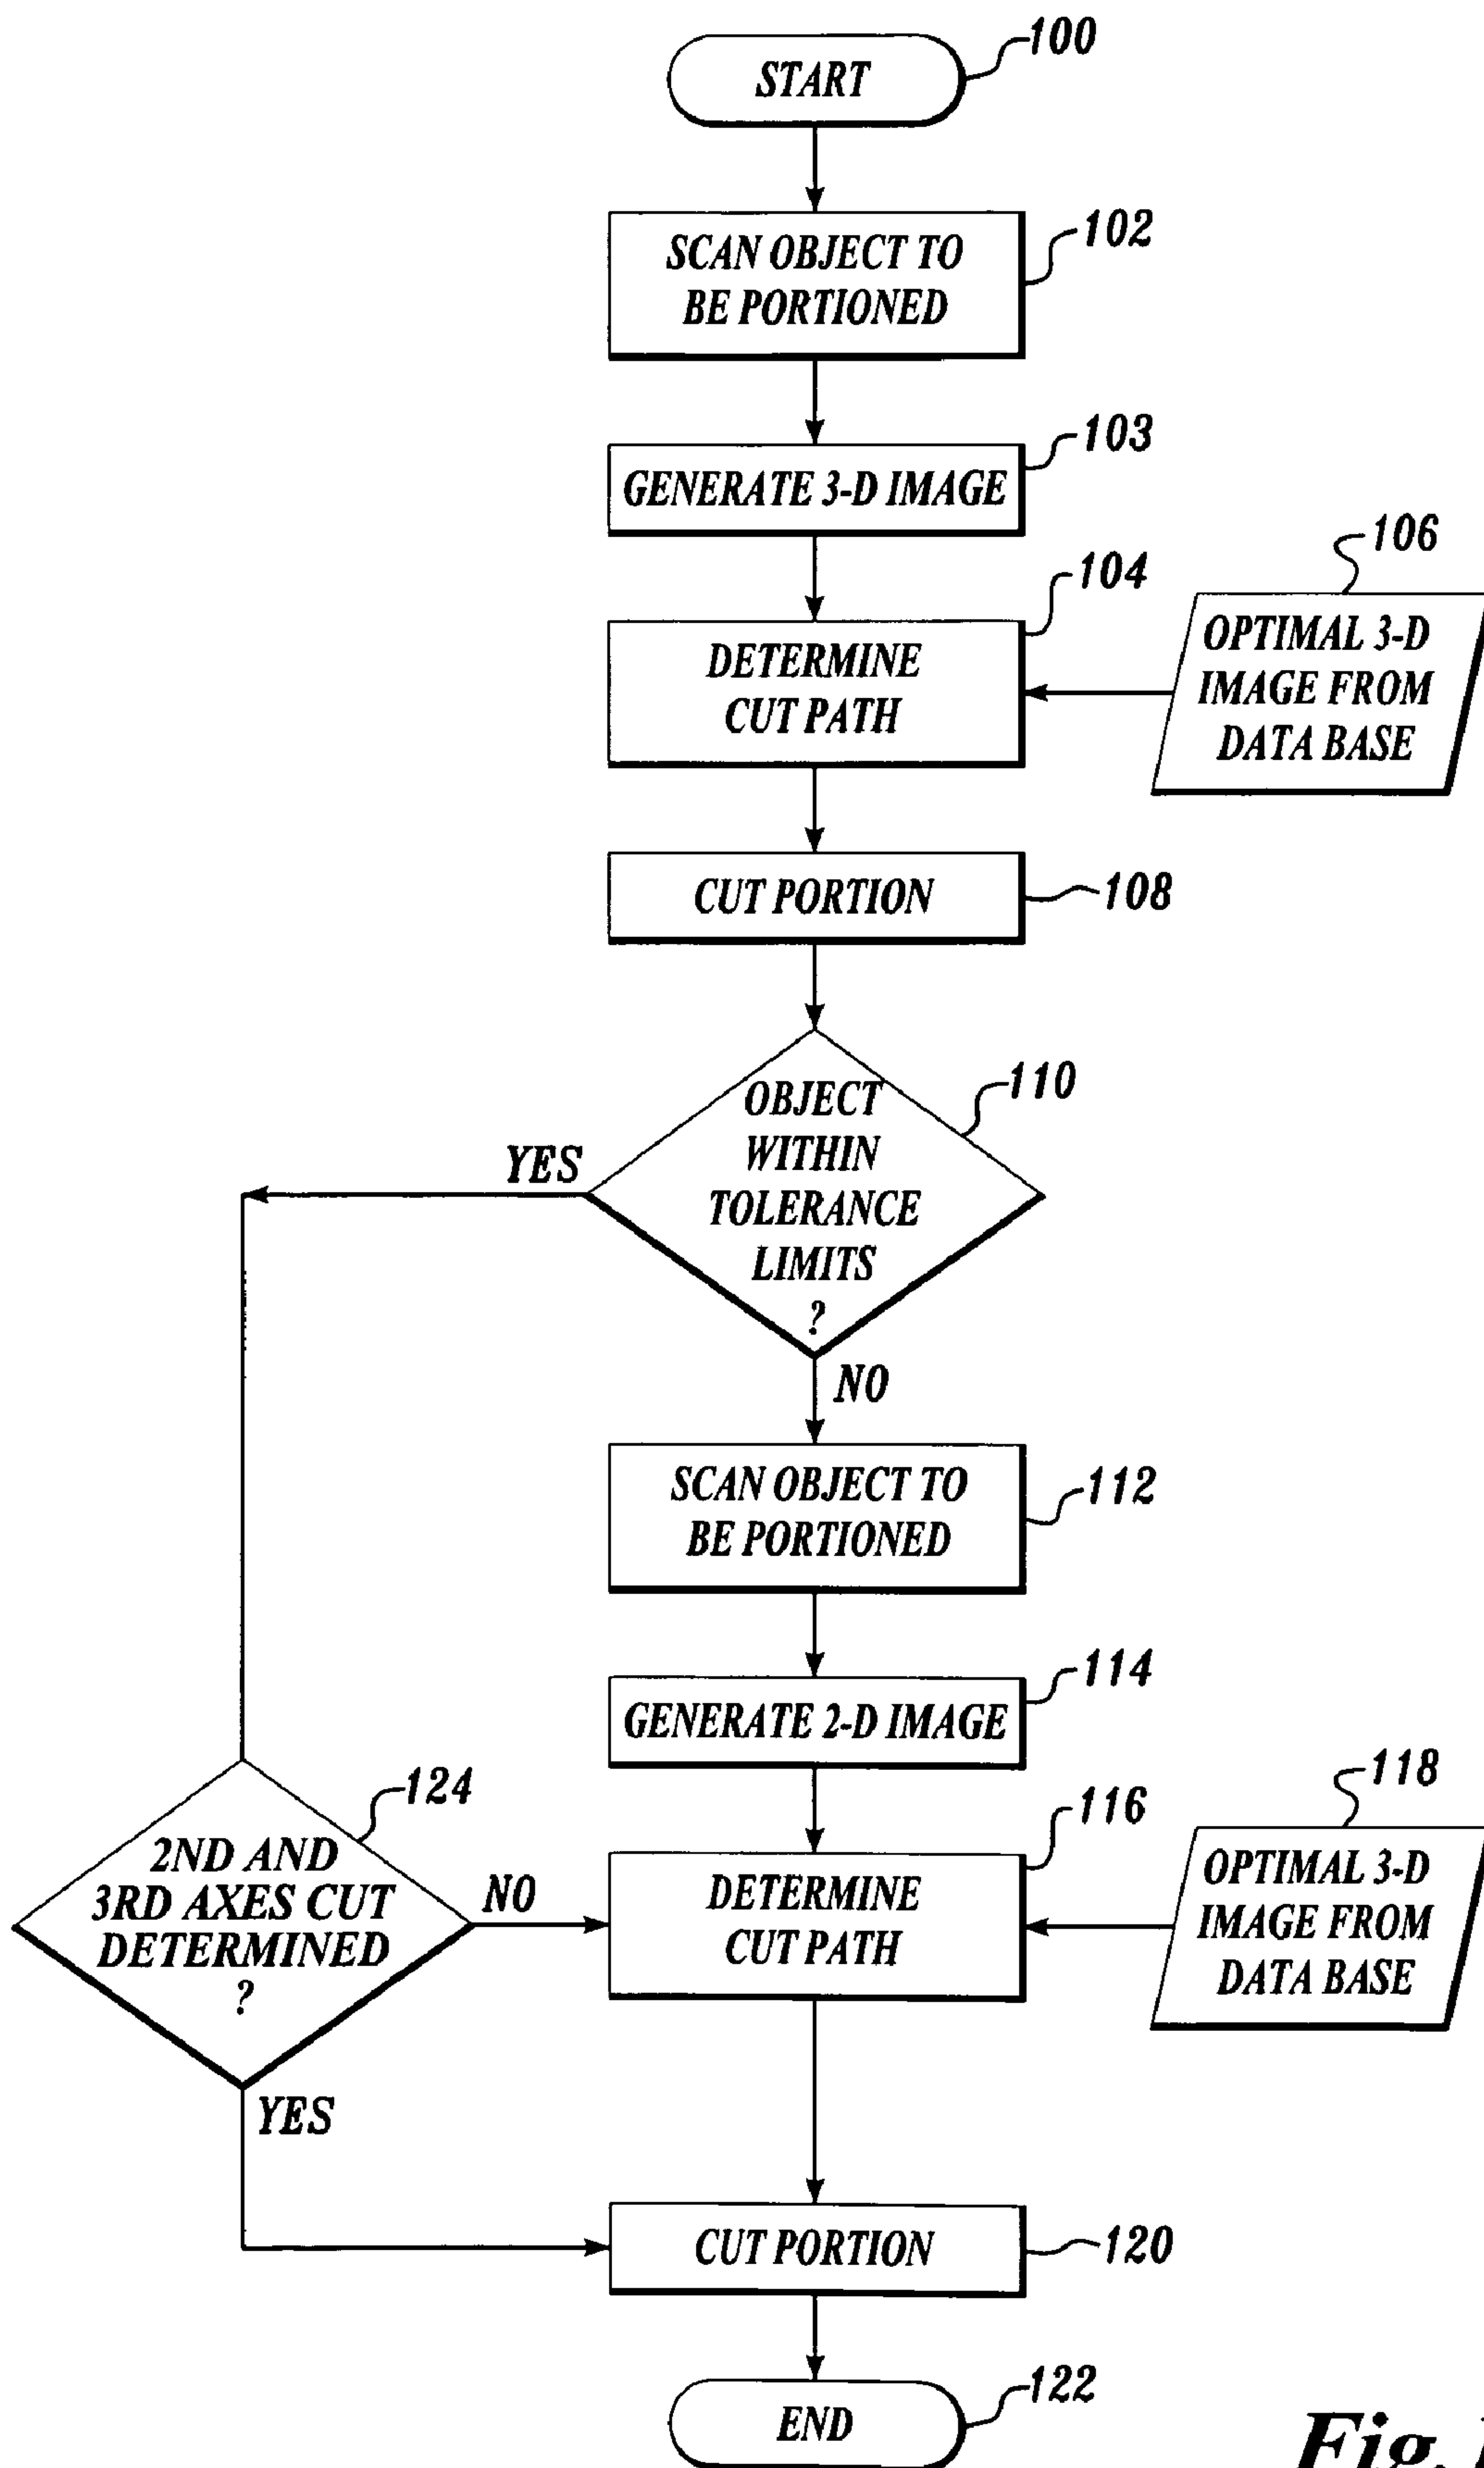 START
100
SCAN OBJECT TO
BE PORTIONED
102
GENERATE 3-D IMAGE
103
DETERMINE
CUT PATH
104
OPTIMAL 3-D
IMAGE FROM
DATA BASE
106
CUT PORTION
108
OBJECT
WITHIN
TOLERANCE
LIMITS
?
110
YES
NO
SCAN OBJECT TO
BE PORTIONED
112
GENERATE 2-D IMAGE
114
2ND AND
3RD AXES CUT
DETERMINED
?
124
NO
YES
DETERMINE
CUT PATH
116
OPTIMAL 3-D
IMAGE FROM
DATA BASE
118
CUT PORTION
120
END
122
Fig.